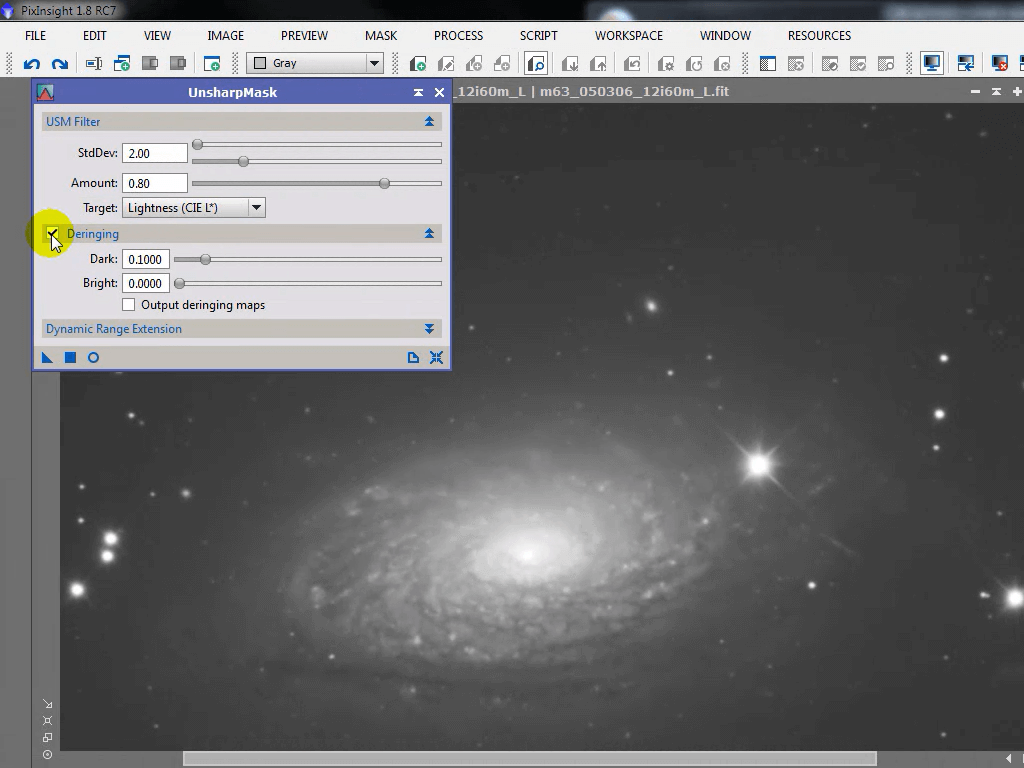 PixInsight 1.8 RC7
FILE EDIT VIEW IMAGE PREVIEW MASK PROCESS SCRIPT WORKSPACE WINDOW RESOURCES
Gray
UnsharpMask
_12i60m_L | m63_050306_12i60m_L.fit
USM Filter
StdDev: 2.00
Amount: 0.80
Target: Lightness (CIE L*)
Deringing
Dark: 0.1000
Bright: 0.0000
Output deringing maps
Dynamic Range Extension